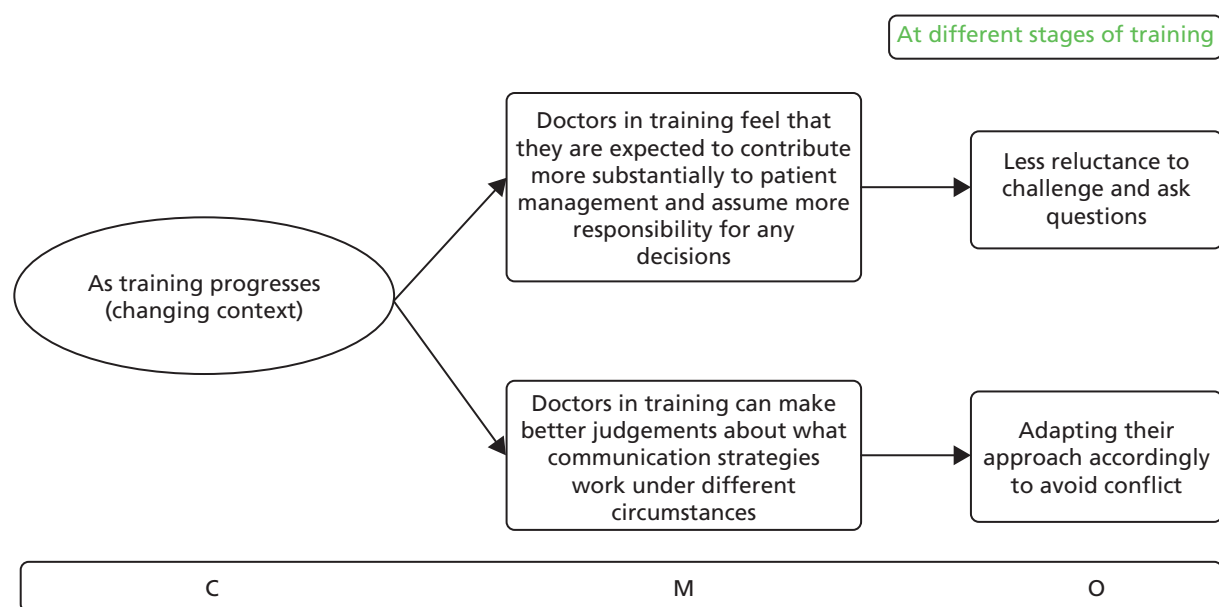 At different stages of training
As training progresses
(changing context)
Doctors in training feel that
they are expected to contribute
more substantially to patient
management and assume more
responsibility for any
decisions
Less reluctance to
challenge and ask
questions
Doctors in training can make
better judgements about what
communication strategies
work under different
circumstances
Adapting their
approach accordingly
to avoid conflict
C M O